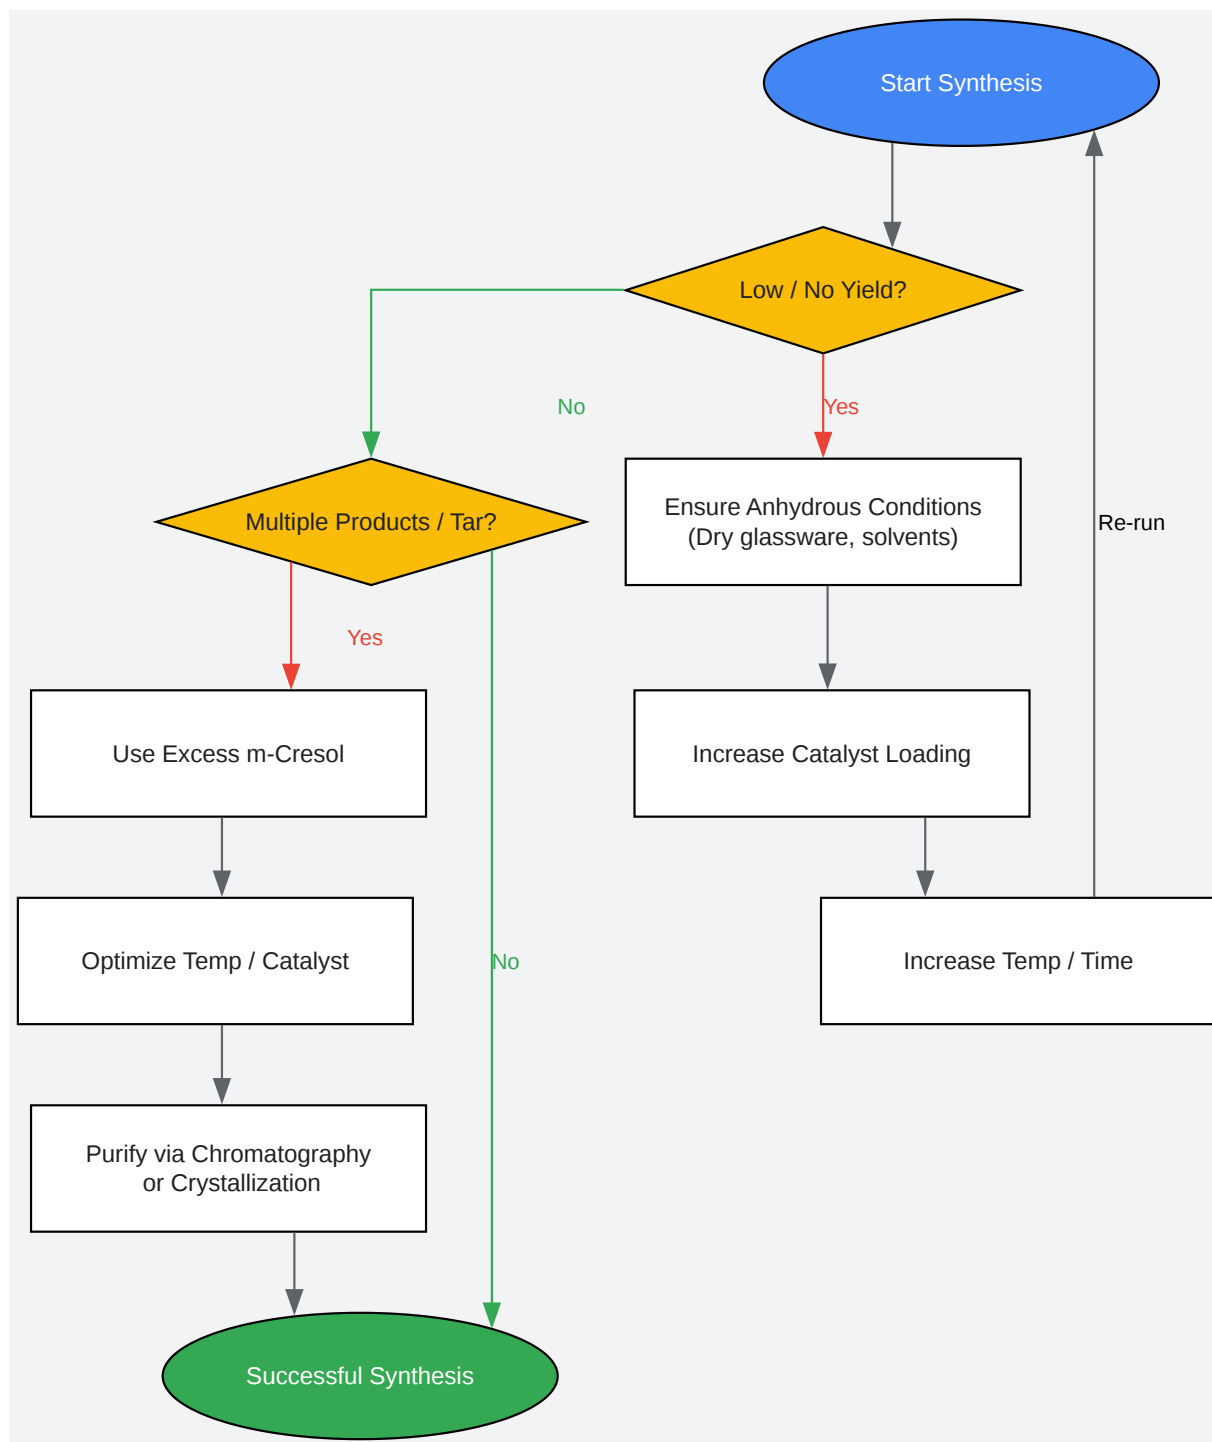 Start Synthesis
Low / No Yield?
No
Yes
Multiple Products / Tar?
Ensure Anhydrous Conditions
(Dry glassware, solvents)
Re-run
Yes
Use Excess m-Cresol
Increase Catalyst Loading
Optimize Temp / Catalyst
No
Increase Temp / Time
Purify via Chromatography
or Crystallization
Successful Synthesis